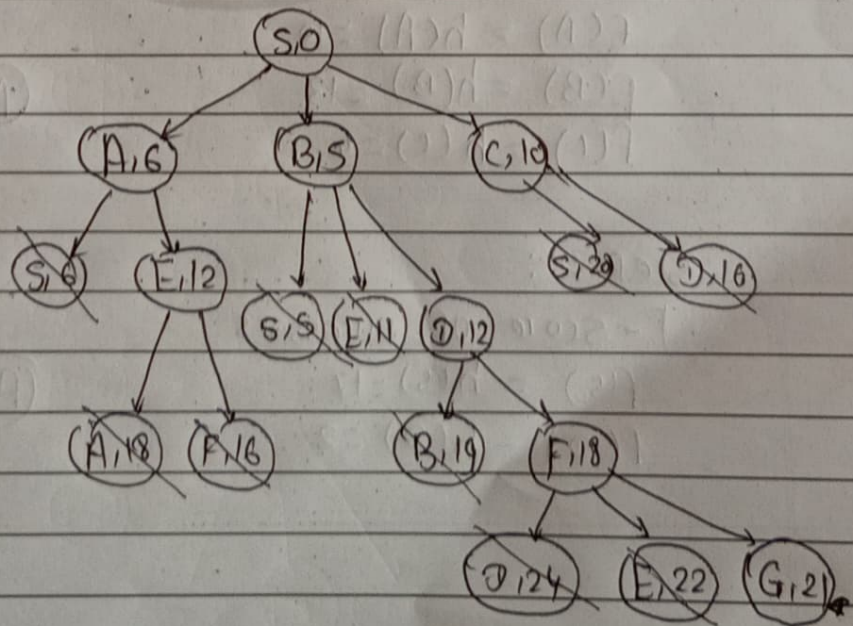 S,0
A,6 B,5 C,10
S,6 E,12 S,20 D,16
S,5 E,11 D,12
A,18 F,16 B,19 F,18
D,24 E,22 G,21